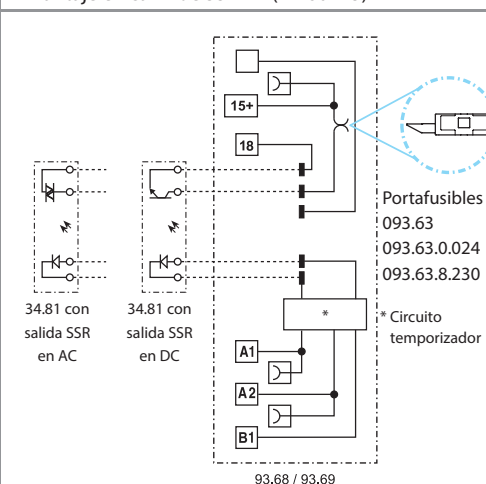 15+
18
Portafusibles
093.63
093.63.0.024
093.63.8.230
34.81 con
salida SSR
en AC
34.81 con
salida SSR
en DC
*
* Circuito
temporizador
A1
A2
B1
93.68 / 93.69